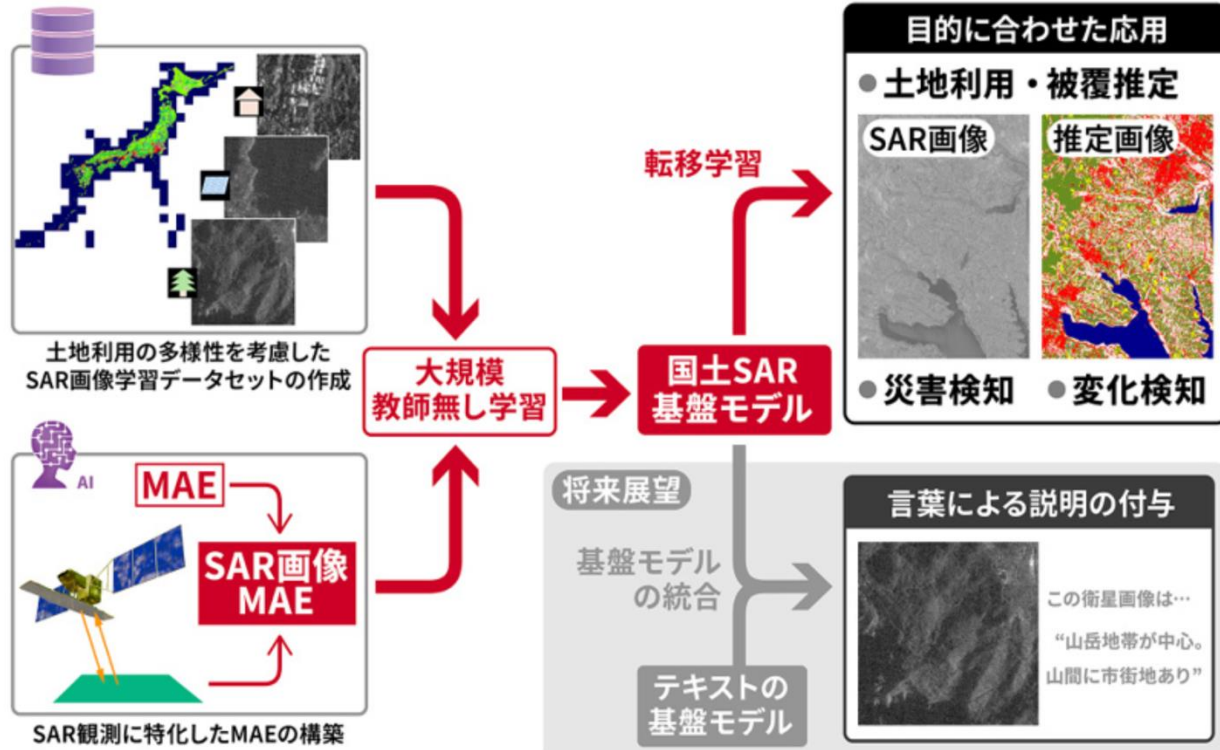 土地利用の多様性を考慮した
SAR画像学習データセットの作成
AI
MAE
SAR画像
MAE
SAR観測に特化したMAEの構築
大規模
教師無し学習
国土SAR
基盤モデル
転移学習
目的に合わせた応用
●土地利用・被覆推定
SAR画像
推定画像
●災害検知
●変化検知
将来展望
基盤モデル
の統合
テキストの
基盤モデル
言葉による説明の付与
この衛星画像は…
“山岳地帯が中心。
山間に市街地あり”